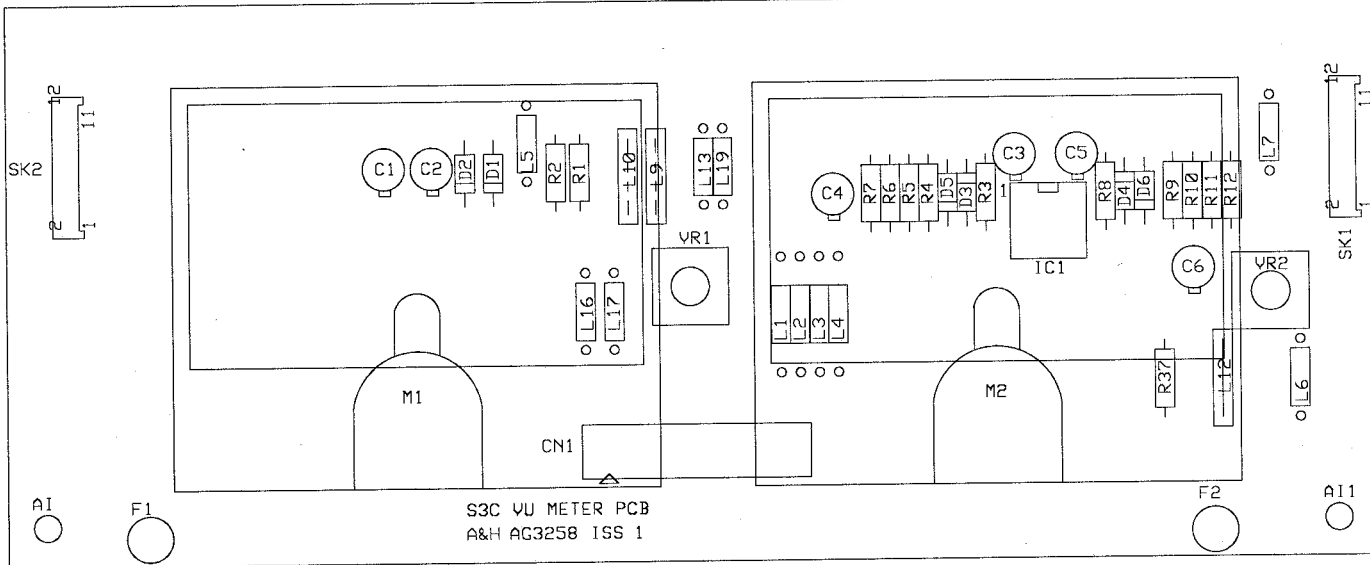 12
11
SK2
2
1
C1
C2
D2
D1
L5
R2
R1
L10
L9
L13
L19
VR1
L16
L17
M1
CN1
C3
C5
C4
R7
R6
R5
R4
D5
D3
R3
1
IC1
R8
D4
D6
R9
R10
R11
R12
C6
VR2
L1
L2
L3
L4
M2
R37
L12
L6
L7
12
11
2
1
SK1
AI
F1
S3C VU METER PCB
A&H AG3258 ISS 1
F2
AI1